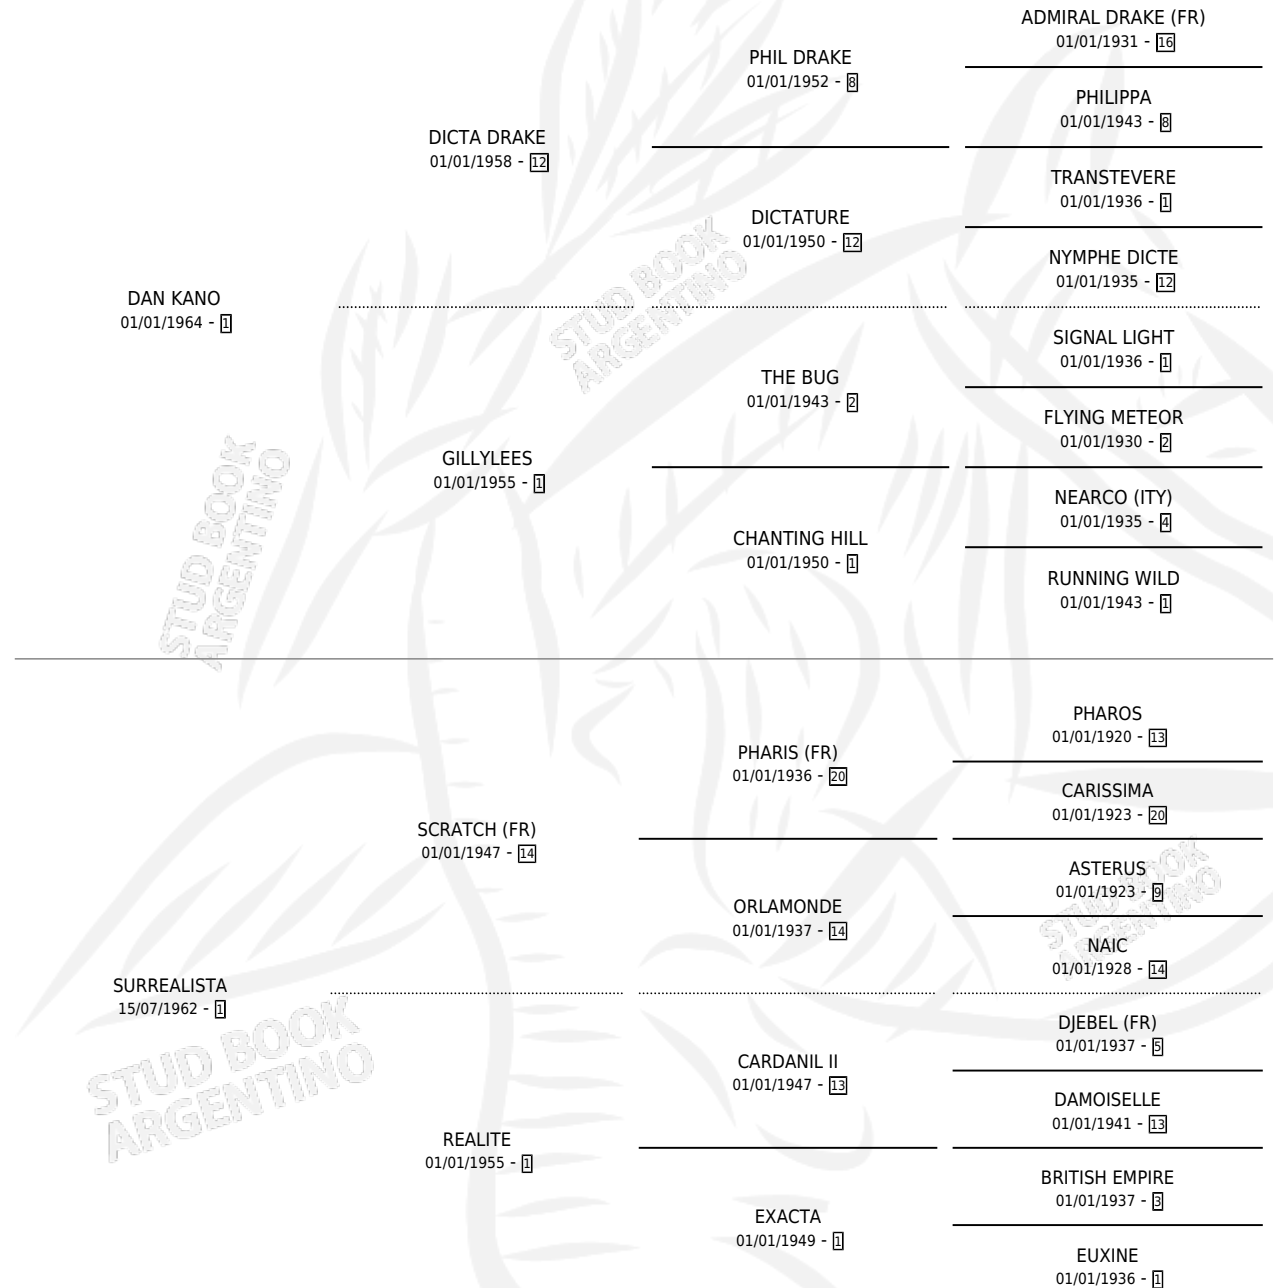 ADMIRAL DRAKE (FR)
01/01/1931 - 16
PHIL DRAKE
01/01/1952 - 8
PHILIPPA
01/01/1943 - 8
DICTA DRAKE
01/01/1958 - 12
TRANSTEVERE
01/01/1936 - 1
DICTATURE
01/01/1950 - 12
NYMPHE DICTE
01/01/1935 - 12
DAN KANO
01/01/1964 - 1
SIGNAL LIGHT
01/01/1936 - 1
THE BUG
01/01/1943 - 2
FLYING METEOR
01/01/1930 - 2
GILLYLEES
01/01/1955 - 1
NEARCO (ITY)
01/01/1935 - 4
CHANTING HILL
01/01/1950 - 1
RUNNING WILD
01/01/1943 - 1
PHAROS
01/01/1920 - 13
PHARIS (FR)
01/01/1936 - 20
CARISSIMA
01/01/1923 - 20
SCRATCH (FR)
01/01/1947 - 14
ASTERUS
01/01/1923 - 9
ORLAMONDE
01/01/1937 - 14
NAIC
01/01/1928 - 14
SURREALISTA
15/07/1962 - 1
DJEBEL (FR)
01/01/1937 - 5
CARDANIL II
01/01/1947 - 13
DAMOISELLE
01/01/1941 - 13
REALITE
01/01/1955 - 1
BRITISH EMPIRE
01/01/1937 - 3
EXACTA
01/01/1949 - 1
EUXINE
01/01/1936 - 1
STUD BOOK
ARGENTINO
STUD BOOK
ARGENTINO
STUD BOOK
ARGENTINO
STUD BOOK
ARGENTINO